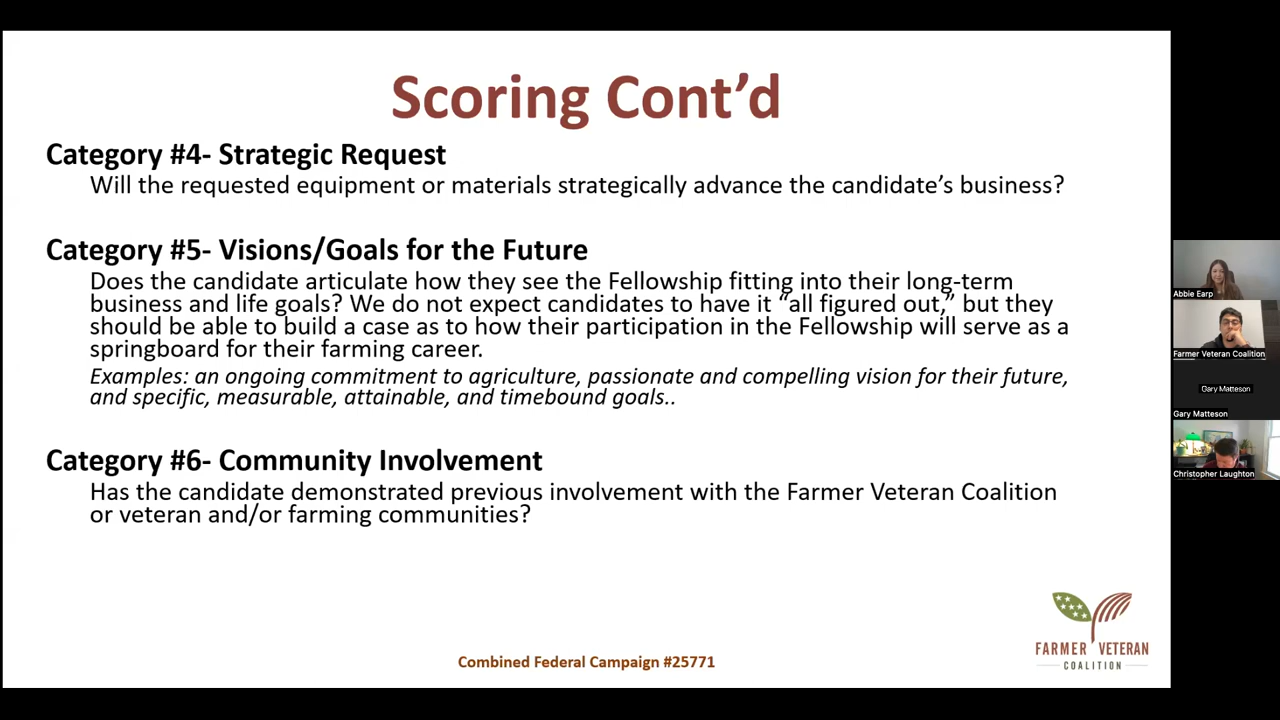 Scoring Cont’d
Category #4- Strategic Request
Will the requested equipment or materials strategically advance the candidate’s business?
Category #5- Visions/Goals for the Future
Does the candidate articulate how they see the Fellowship fitting into their long-term
business and life goals? We do not expect candidates to have it “all figured out,” but they
should be able to build a case as to how their participation in the Fellowship will serve as a
springboard for their farming career.
Examples: an ongoing commitment to agriculture, passionate and compelling vision for their future,
and specific, measurable, attainable, and timebound goals..
Category #6- Community Involvement
Has the candidate demonstrated previous involvement with the Farmer Veteran Coalition
or veteran and/or farming communities?
Combined Federal Campaign #25771
FARMER VETERAN
COALITION
Abbie Earp
Farmer Veteran Coalition
Gary Matteson
Gary Matteson
Christopher Laughton